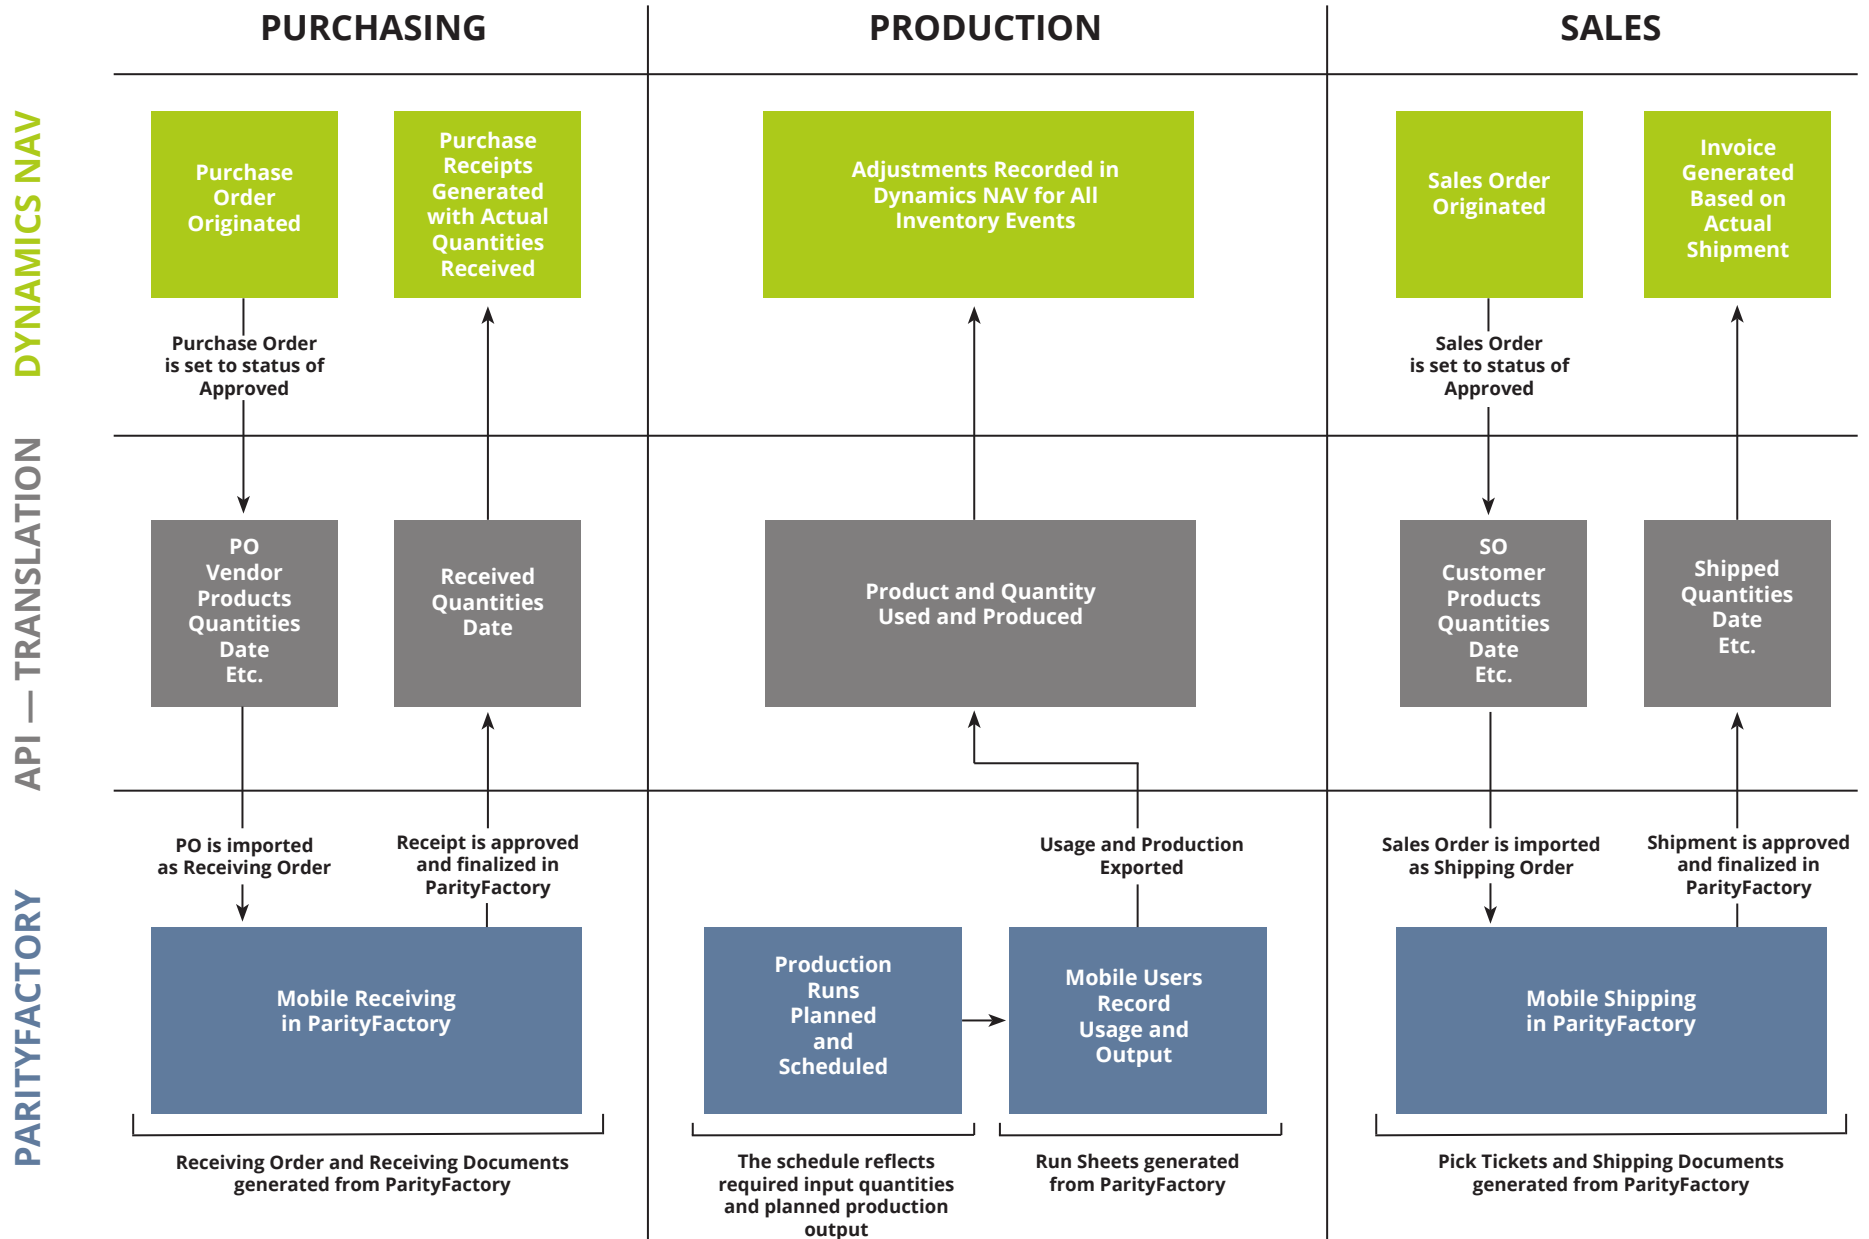 PURCHASING
PRODUCTION
SALES
DYNAMICS NAV
Purchase
Order
Originated
Purchase
Receipts
Generated
with Actual
Quantities
Received
Adjustments Recorded in
Dynamics NAV for All
Inventory Events
Sales Order
Originated
Invoice
Generated
Based on
Actual
Shipment
Purchase Order
is set to status of
Approved
Sales Order
is set to status of
Approved
API — TRANSLATION
PO
Vendor
Products
Quantities
Date
Etc.
Received
Quantities
Date
Product and Quantity
Used and Produced
SO
Customer
Products
Quantities
Date
Etc.
Shipped
Quantities
Date
Etc.
PARITYFACTORY
PO is imported
as Receiving Order
Receipt is approved
and finalized in
ParityFactory
Usage and Production
Exported
Sales Order is imported
as Shipping Order
Shipment is approved
and finalized in
ParityFactory
Mobile Receiving
in ParityFactory
Production
Runs
Planned
and
Scheduled
Mobile Users
Record
Usage and
Output
Mobile Shipping
in ParityFactory
Receiving Order and Receiving Documents
generated from ParityFactory
The schedule reflects
required input quantities
and planned production
output
Run Sheets generated
from ParityFactory
Pick Tickets and Shipping Documents
generated from ParityFactory